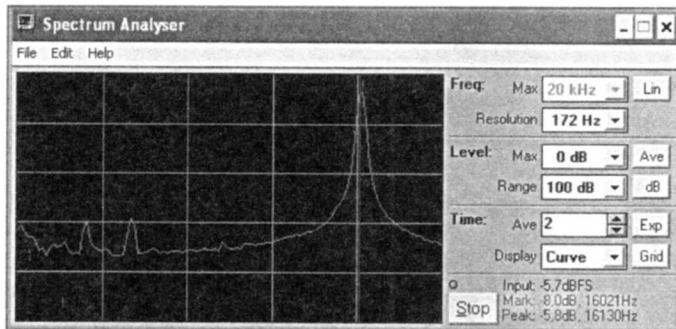 Spectrum Analyser
File Edit Help
Freq: Max 20 kHz Lin
Resolution 172 Hz
Level: Max 0 dB Ave
Range 100 dB dB
Time: Ave 2 Exp
Display Curve Grid
Input: -5,7dBFS
Stop Mark: -8,0dB, 16021Hz
Peak: -5,8dB, 16130Hz